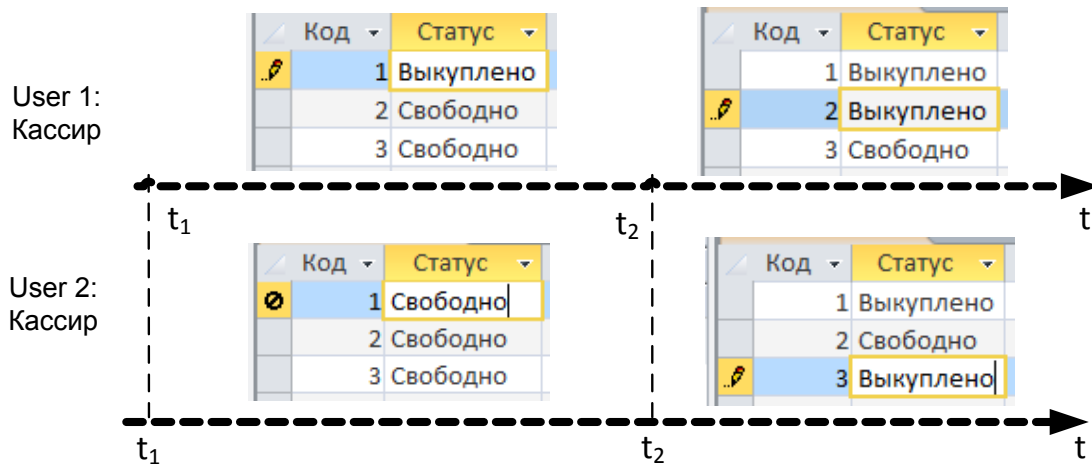 Код Статус
1 Выкуплено
2 Свободно
3 Свободно
Код Статус
1 Выкуплено
2 Выкуплено
3 Свободно
User 1:
Кассир
t₁
t₂
t
Код Статус
1 Свободно
2 Свободно
3 Свободно
Код Статус
1 Выкуплено
2 Свободно
3 Выкуплено
User 2:
Кассир
t₁
t₂
t